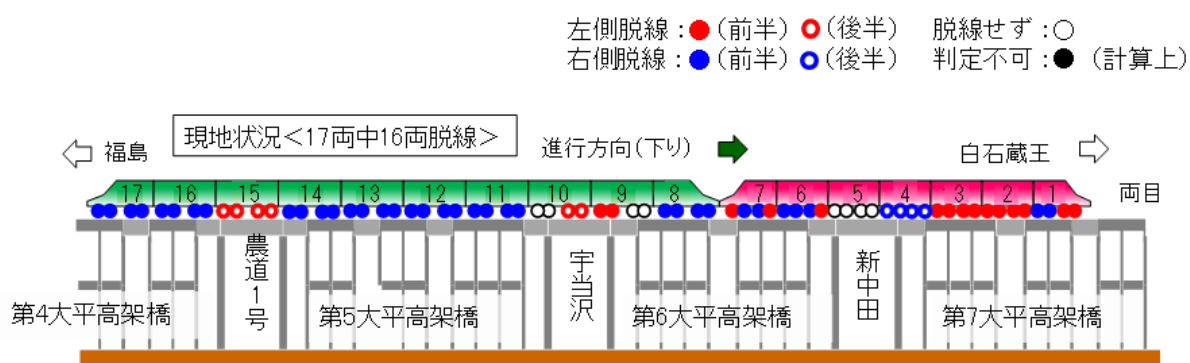 左側脱線：●(前半) ○(後半) 脱線せず：○
右側脱線：●(前半) ○(後半) 判定不可：● (計算上)
現地状況＜17両中16両脱線＞
福島
進行方向(下り)
白石蔵王
17 16 15 14 13 12 11 10 9 8 7 6 5 4 3 2 1 両目
農道1号
宇当沢
新中田
第4大平高架橋
第5大平高架橋
第6大平高架橋
第7大平高架橋